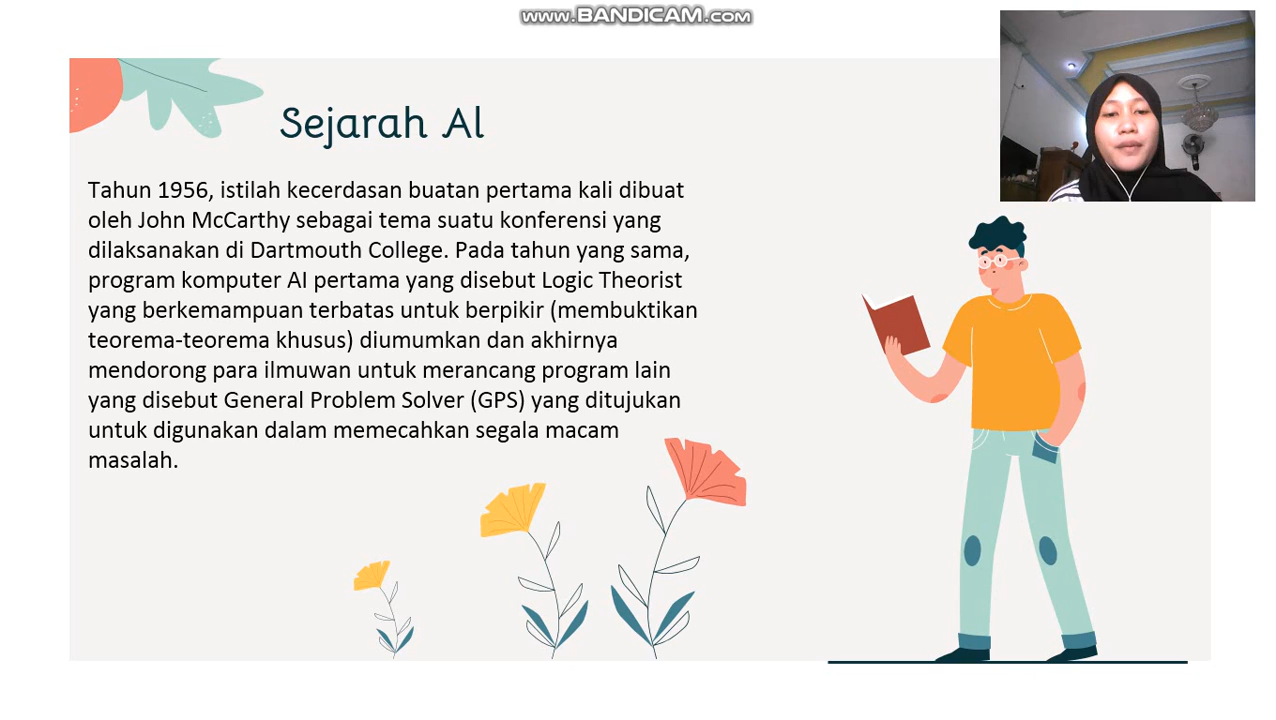 www.BANDICAM.com
Sejarah AI
Tahun 1956, istilah kecerdasan buatan pertama kali dibuat
oleh John McCarthy sebagai tema suatu konferensi yang
dilaksanakan di Dartmouth College. Pada tahun yang sama,
program komputer AI pertama yang disebut Logic Theorist
yang berkemampuan terbatas untuk berpikir (membuktikan
teorema-teorema khusus) diumumkan dan akhirnya
mendorong para ilmuwan untuk merancang program lain
yang disebut General Problem Solver (GPS) yang ditujukan
untuk digunakan dalam memecahkan segala macam
masalah.